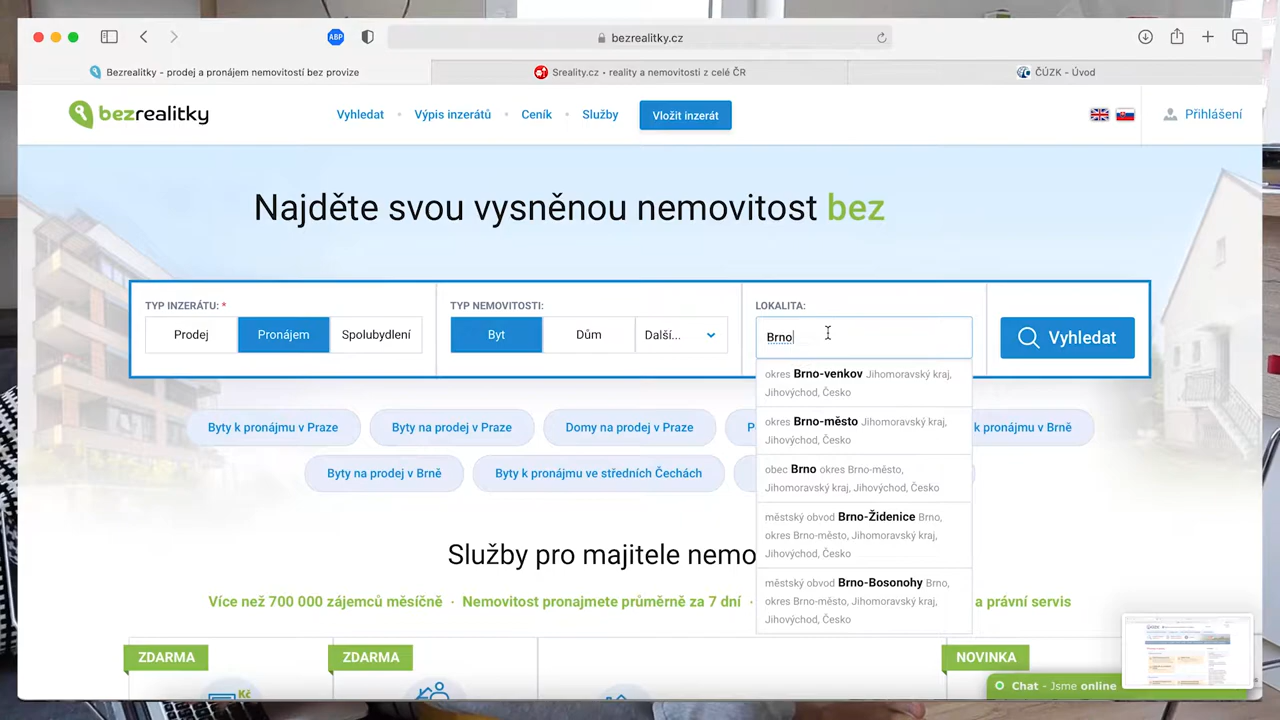 ABP
bezrealitky.cz
Bezrealitky - prodej a pronájem nemovitostí bez provize
Sreality.cz • reality a nemovitosti z celé ČR
ČÚZK - Úvod
bezrealitky
Vyhledat
Výpis inzerátů
Ceník
Služby
Vložit inzerát
Přihlášení
Najděte svou vysněnou nemovitost bez
TYP INZERÁTU: *
TYP NEMOVITOSTI:
LOKALITA:
Prodej
Pronájem
Spolubydlení
Byt
Dům
Další...
Brno
Vyhledat
okres Brno-venkov Jihomoravský kraj,
Jihovýchod, Česko
okres Brno-město Jihomoravský kraj,
Jihovýchod, Česko
obec Brno okres Brno-město,
Jihomoravský kraj, Jihovýchod, Česko
městský obvod Brno-Židenice Brno,
okres Brno-město, Jihomoravský kraj,
Jihovýchod, Česko
městský obvod Brno-Bosonohy Brno,
okres Brno-město, Jihomoravský kraj,
Jihovýchod, Česko
Byty k pronájmu v Praze
Byty na prodej v Praze
Domy na prodej v Praze
P
k pronájmu v Brně
Byty na prodej v Brně
Byty k pronájmu ve středních Čechách
Služby pro majitele nemo
Více než 700 000 zájemců měsíčně · Nemovitost pronajmete průměrně za 7 dní ·
a právní servis
ZDARMA
ZDARMA
NOVINKA
Kč
Chat - Jsme online